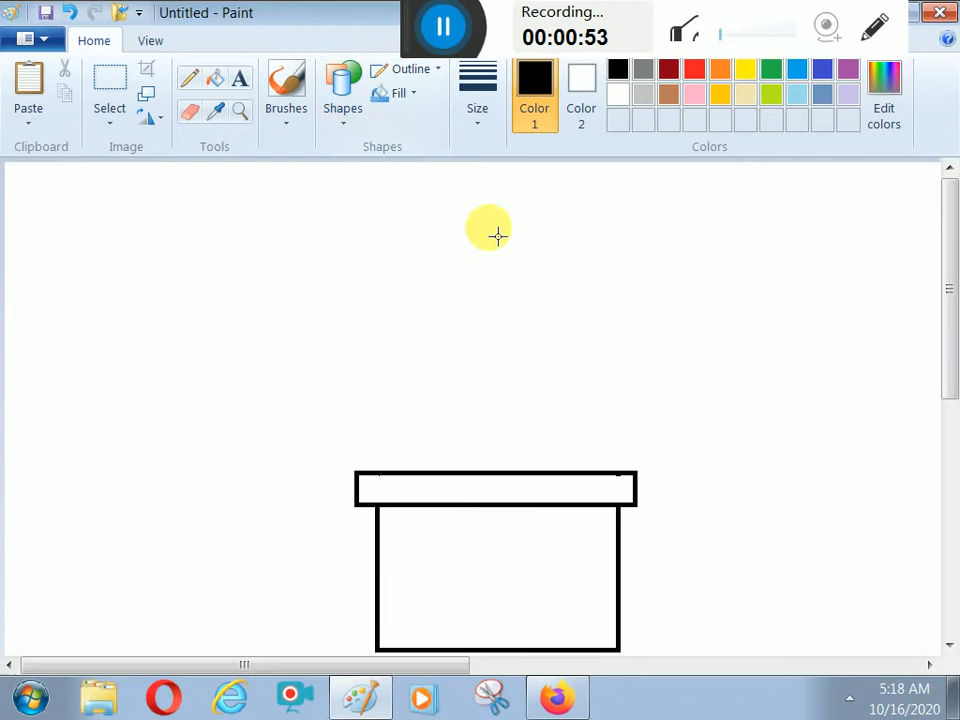 Untitled - Paint
Recording...
00:00:53
Home
View
Paste
Select
A
Brushes
Shapes
Outline
Fill
Size
Color
1
Color
2
Edit
colors
Clipboard
Image
Tools
Shapes
Colors
5:18 AM
10/16/2020